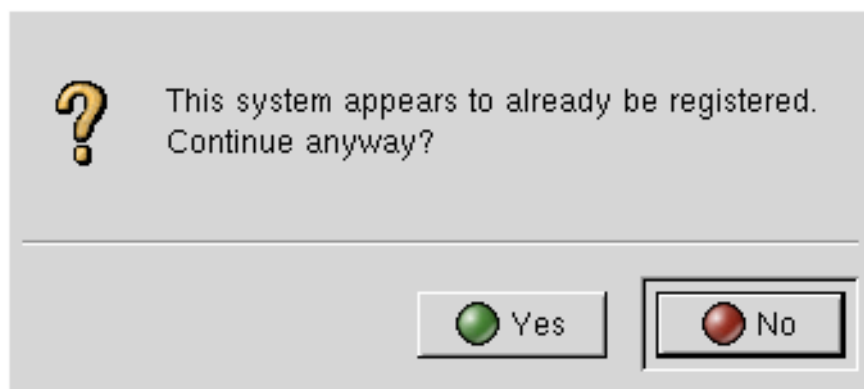 This system appears to already be registered.
Continue anyway?
Yes
No